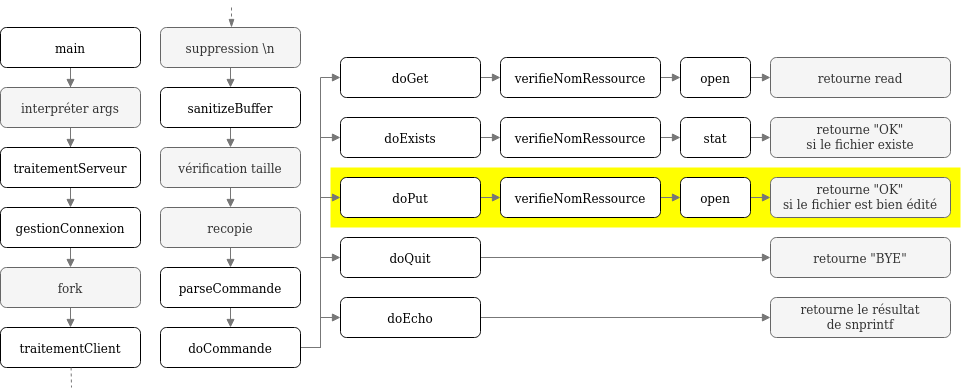 main
interpréter args
traitementServeur
gestionConnexion
fork
traitementClient
suppression \n
sanitizeBuffer
vérification taille
recopie
parseCommande
doCommande
doGet
verifieNomRessource
open
retourne read
doExists
verifieNomRessource
stat
retourne "OK"
si le fichier existe
doPut
verifieNomRessource
open
retourne "OK"
si le fichier est bien édité
doQuit
retourne "BYE"
doEcho
retourne le résultat
de snprintf